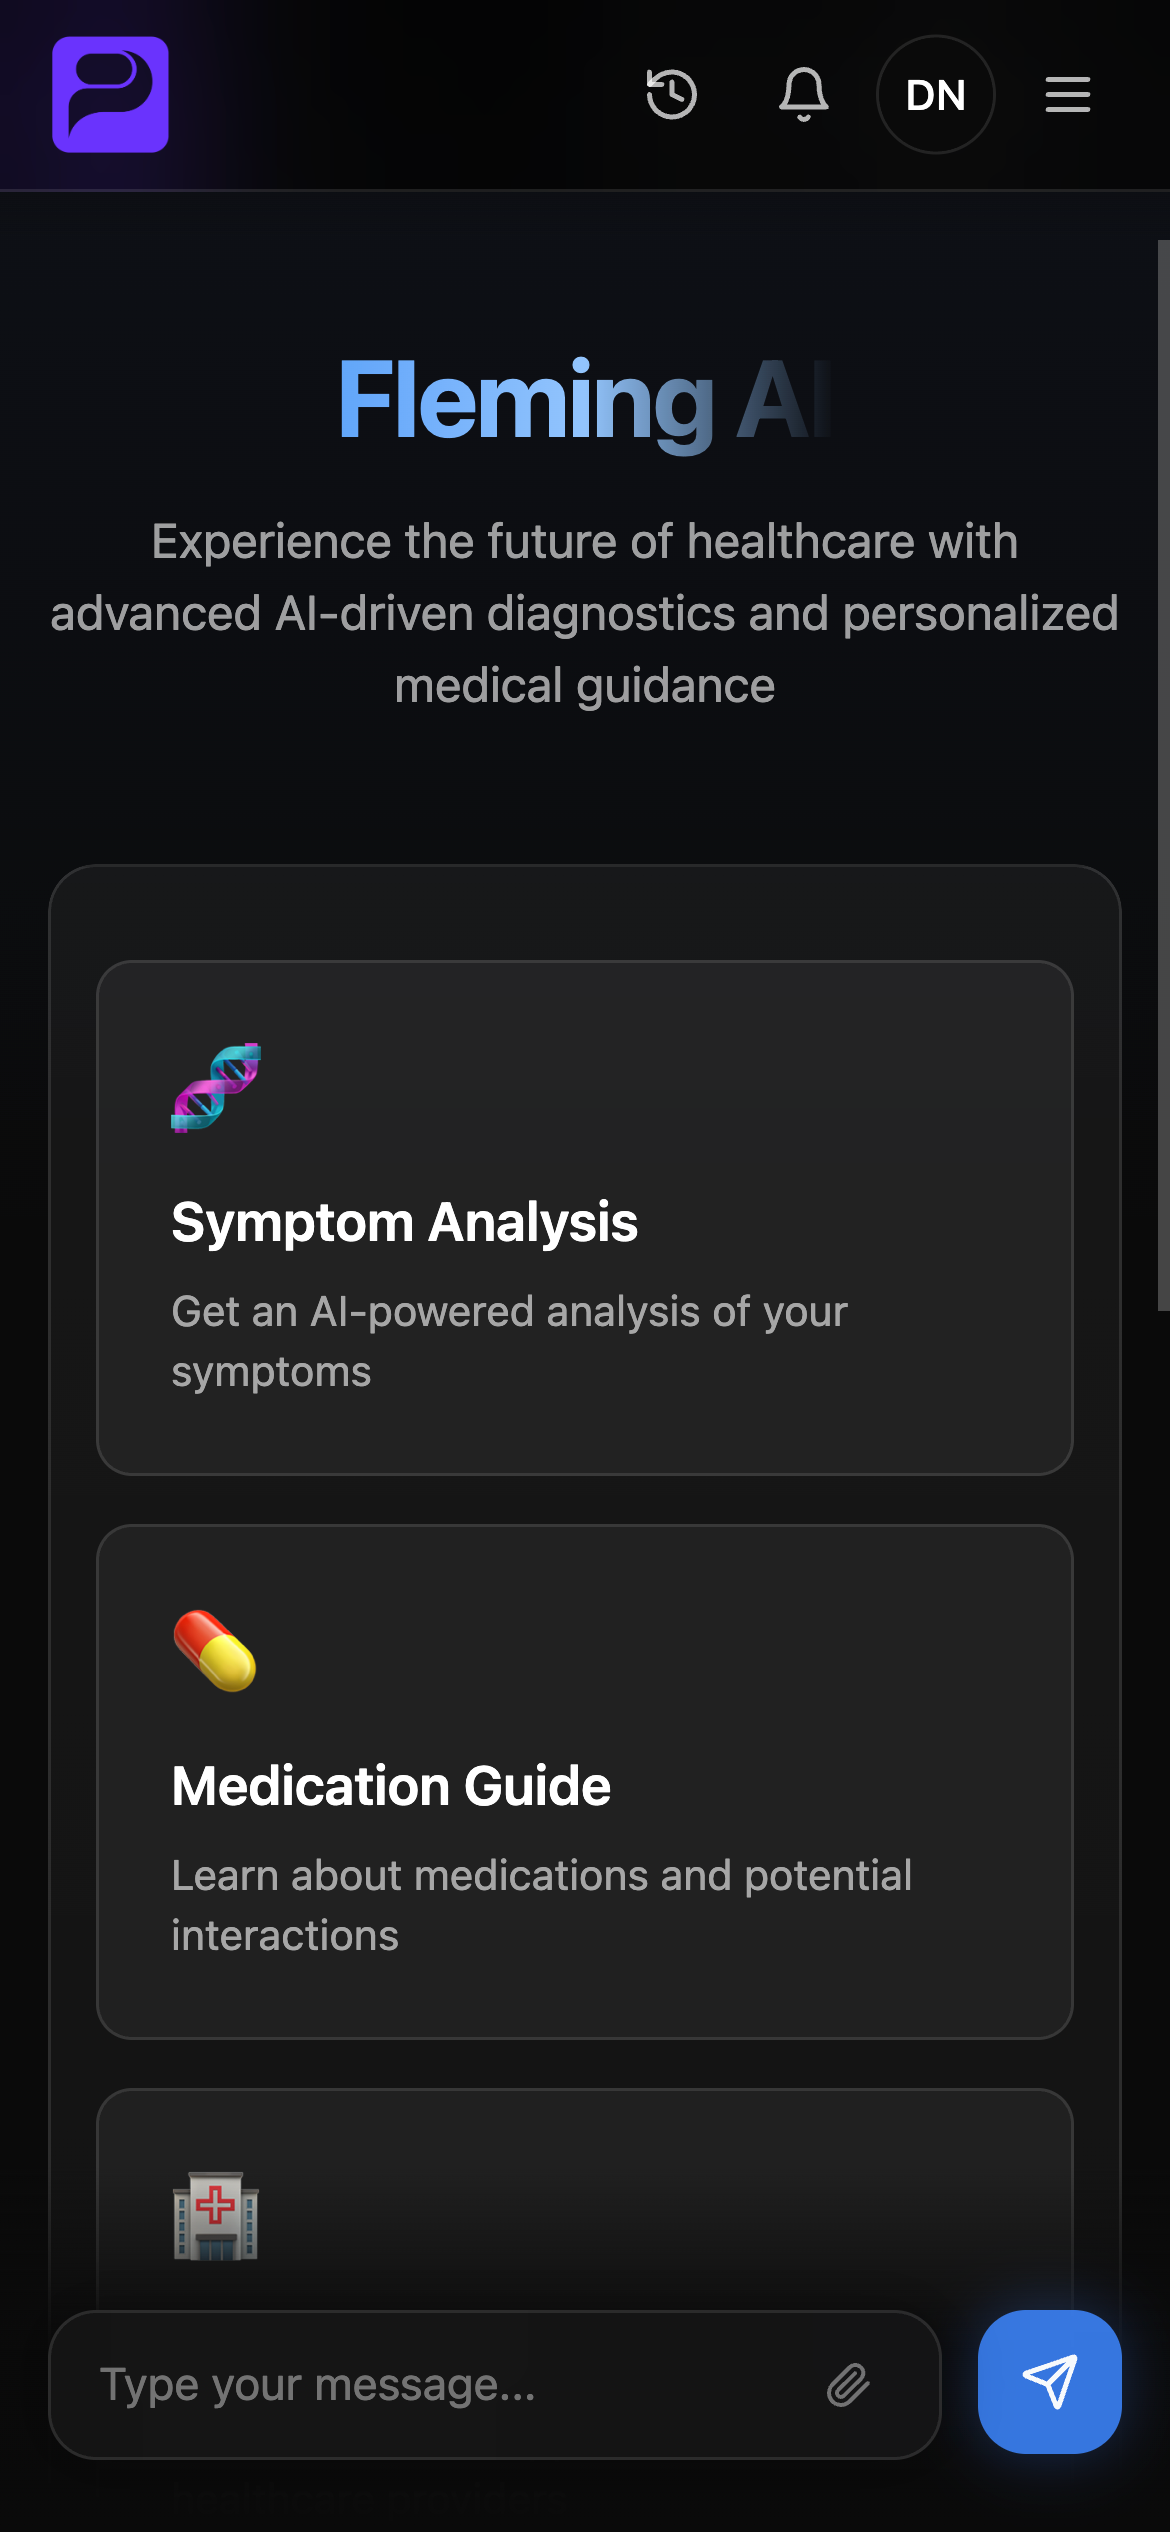 DN
Fleming AI
Experience the future of healthcare with
advanced AI-driven diagnostics and personalized
medical guidance
Symptom Analysis
Get an AI-powered analysis of your
symptoms
Medication Guide
Learn about medications and potential
interactions
Type your message...
healthcare providers